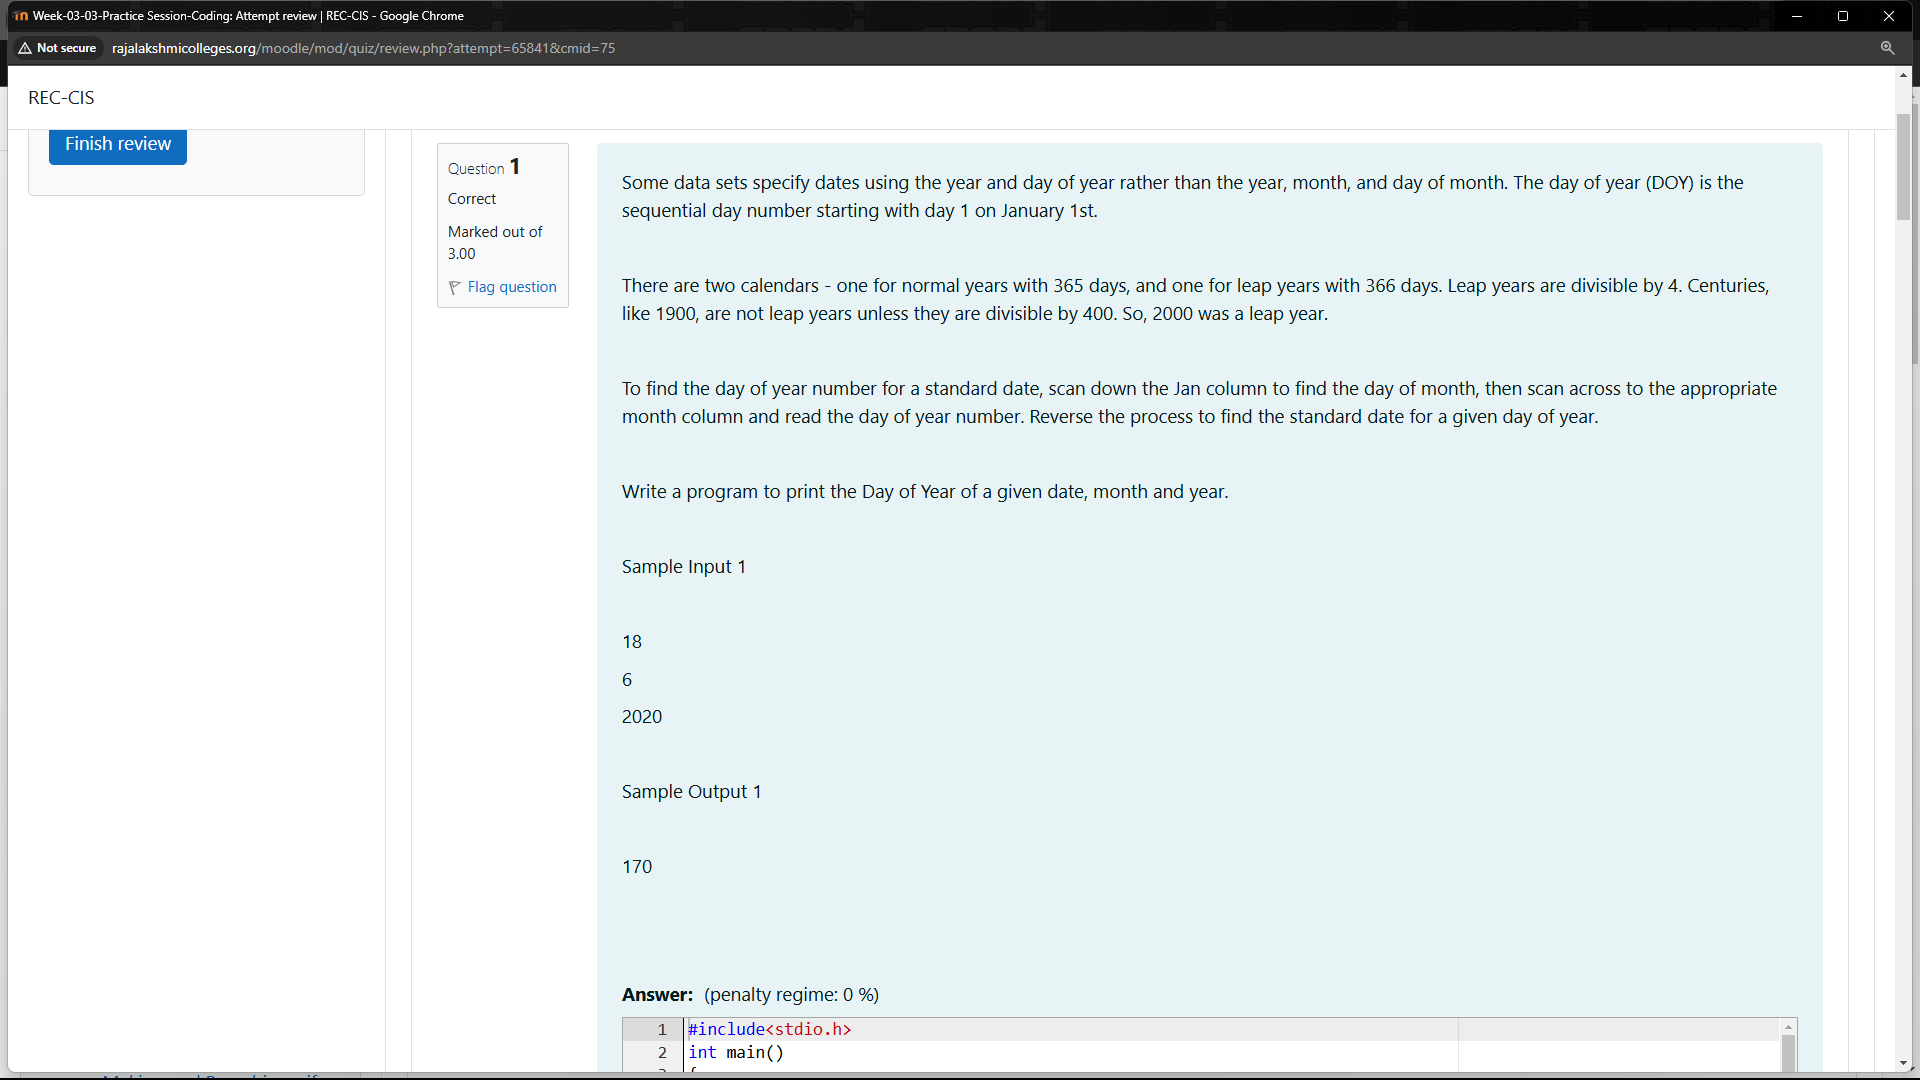 Week-03-03-Practice Session-Coding: Attempt review | REC-CIS - Google Chrome
Not secure rajalakshmicolleges.org/moodle/mod/quiz/review.php?attempt=65841&cmid=75
REC-CIS
Finish review
Question 1
Correct
Marked out of
3.00
Flag question
Some data sets specify dates using the year and day of year rather than the year, month, and day of month. The day of year (DOY) is the
sequential day number starting with day 1 on January 1st.
There are two calendars - one for normal years with 365 days, and one for leap years with 366 days. Leap years are divisible by 4. Centuries,
like 1900, are not leap years unless they are divisible by 400. So, 2000 was a leap year.
To find the day of year number for a standard date, scan down the Jan column to find the day of month, then scan across to the appropriate
month column and read the day of year number. Reverse the process to find the standard date for a given day of year.
Write a program to print the Day of Year of a given date, month and year.
Sample Input 1
18
6
2020
Sample Output 1
170
Answer: (penalty regime: 0 %)
1 #include<stdio.h>
2 int main()